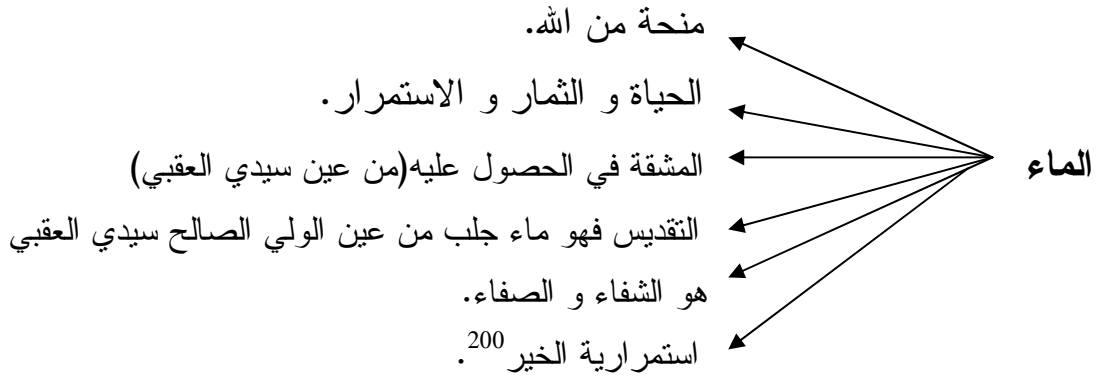 الماء
منحة من الله.
الحياة و الثمار و الاستمرار.
المشقة في الحصول عليه(من عين سيدي العقبي)
التقديس فهو ماء جلب من عين الولي الصالح سيدي العقبي
هو الشفاء و الصفاء.
استمرارية الخير200.